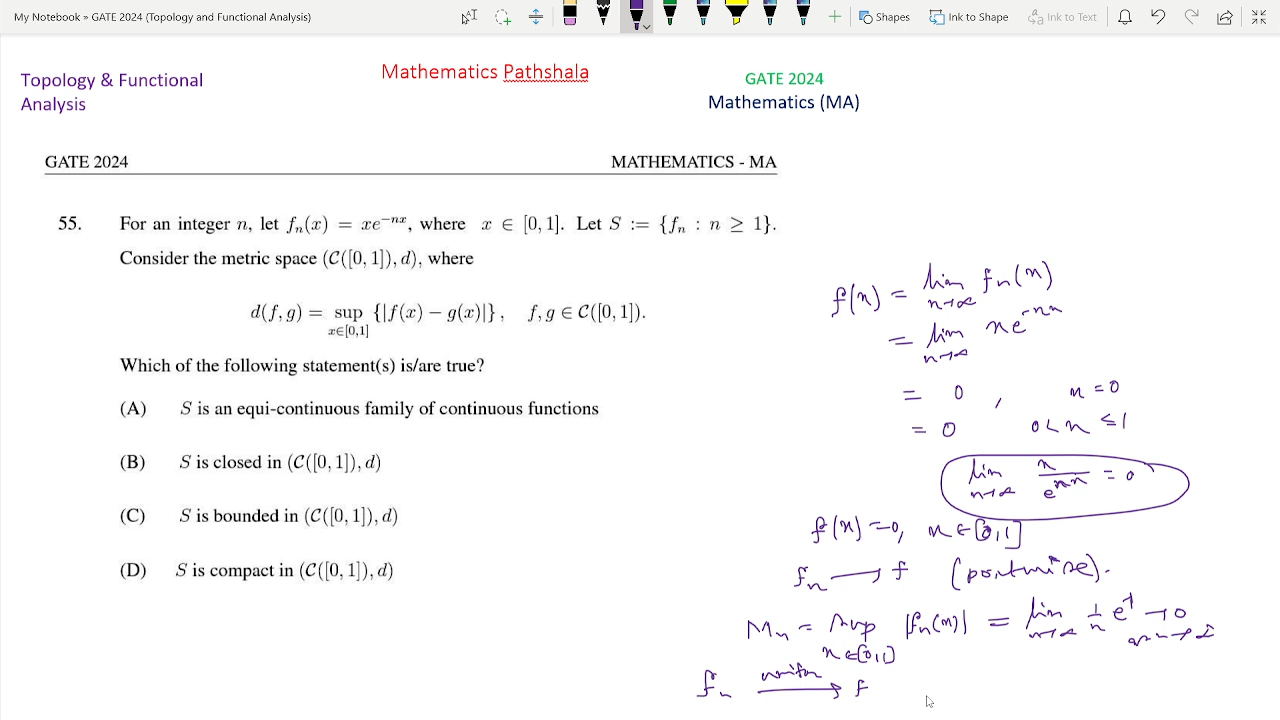 My Notebook » GATE 2024 (Topology and Functional Analysis)
Shapes
Ink to Shape
Ink to Text
Topology & Functional
Analysis
Mathematics Pathshala
GATE 2024
Mathematics (MA)
GATE 2024 MATHEMATICS - MA
55. For an integer n, let fₙ(x) = xe⁻ⁿˣ, where x ∈ [0, 1]. Let S := {fₙ : n ≥ 1}.
Consider the metric space (𝒞([0, 1]), d), where
d(f, g) = sup {|f(x) − g(x)|}, f, g ∈ 𝒞([0, 1]).
x∈[0,1]
Which of the following statement(s) is/are true?
(A) S is an equi-continuous family of continuous functions
(B) S is closed in (𝒞([0, 1]), d)
(C) S is bounded in (𝒞([0, 1]), d)
(D) S is compact in (𝒞([0, 1]), d)
f(x) = lim fₙ(x)
n→∞
= lim xe⁻ⁿˣ
n→∞
= 0 , x = 0
= 0 0 < x ≤ 1
lim x/eⁿˣ = 0
n→∞
f(x) = 0, x ∈ [0,1]
fₙ → f (pointwise).
Mₙ = Sup |fₙ(x)| = lim 1/n e⁻¹ → 0
x ∈ [0,1] n→∞ as n → ∞
fₙ → f